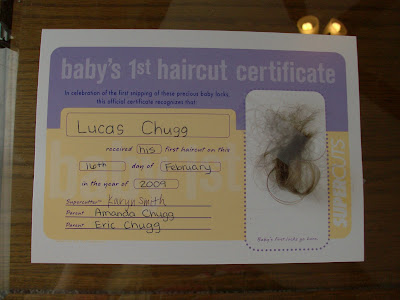 baby's 1st haircut certificate
In celebration of the first snipping of these precious baby locks,
this official certificate recognizes that
Lucas Chugg
received his first haircut on this
16th day of February
in the year of 2009
Supercutter Karyn Smith
Parent Amanda Chugg
Parent Eric Chugg
Baby's first locks go here.
SUPERCUTS